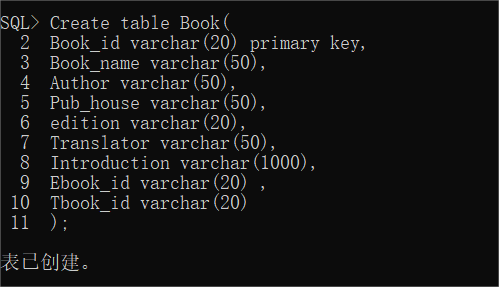 SQL> Create table Book(
  2  Book_id varchar(20) primary key,
  3  Book_name varchar(50),
  4  Author varchar(50),
  5  Pub_house varchar(50),
  6  edition varchar(20),
  7  Translator varchar(50),
  8  Introduction varchar(1000),
  9  Ebook_id varchar(20) ,
 10  Tbook_id varchar(20)
 11  );
表已创建。